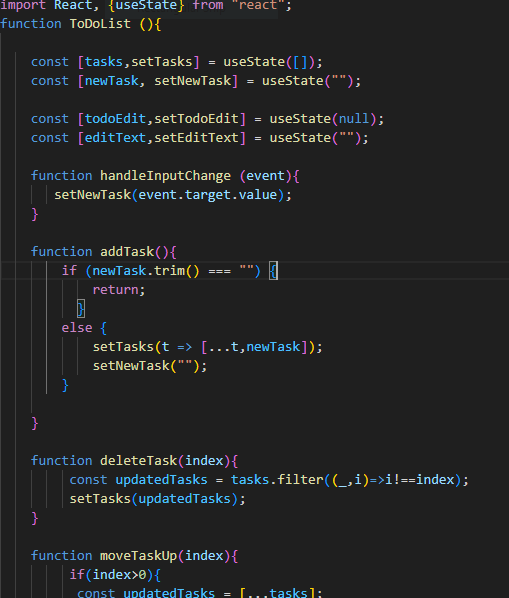 import React, {useState} from "react";
function ToDoList (){
const [tasks,setTasks] = useState([]);
const [newTask, setNewTask] = useState("");
const [todoEdit,setTodoEdit] = useState(null);
const [editText,setEditText] = useState("");
function handleInputChange (event){
setNewTask(event.target.value);
}
function addTask(){
if (newTask.trim() === "") {
return;
}
else {
setTasks(t => [...t,newTask]);
setNewTask("");
}
}
function deleteTask(index){
const updatedTasks = tasks.filter((_,i)=>i!==index);
setTasks(updatedTasks);
}
function moveTaskUp(index){
if(index>0){
const updatedTasks = [...tasks];